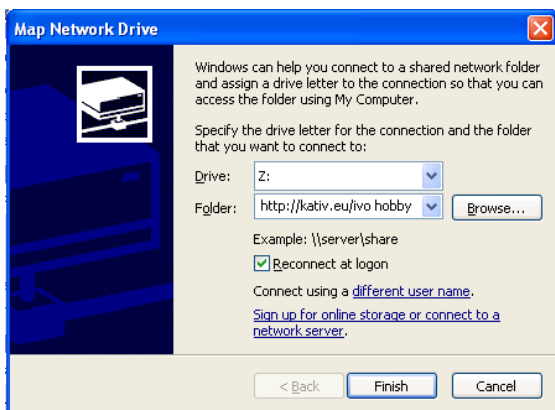 Map Network Drive
Windows can help you connect to a shared network folder
and assign a drive letter to the connection so that you can
access the folder using My Computer.
Specify the drive letter for the connection and the folder
that you want to connect to:
Drive: Z:
Folder: http://kativ.eu/ivo hobby Browse...
Example: \\server\share
Reconnect at logon
Connect using a different user name.
Sign up for online storage or connect to a
network server.
< Back Finish Cancel